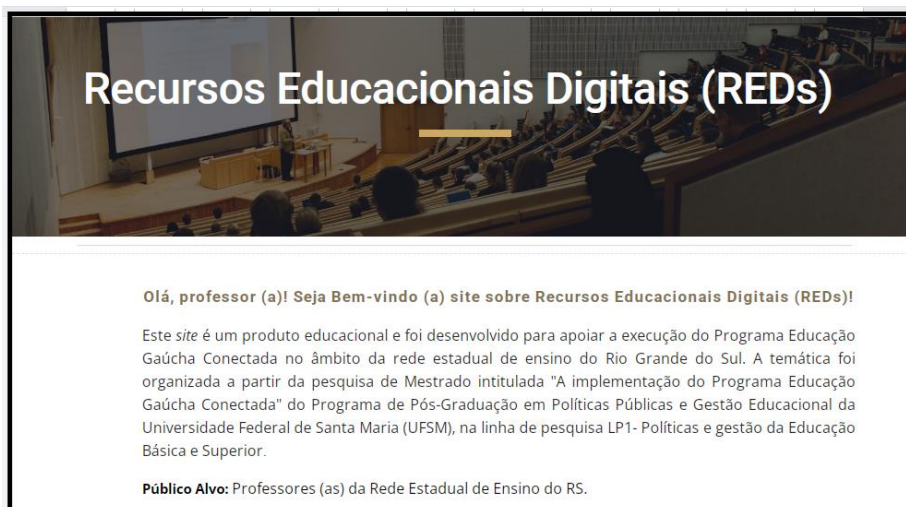 Recursos Educacionais Digitais (REDs)
Olá, professor (a)! Seja Bem-vindo (a) site sobre Recursos Educacionais Digitais (REDs)!
Este site é um produto educacional e foi desenvolvido para apoiar a execução do Programa Educação
Gaúcha Conectada no âmbito da rede estadual de ensino do Rio Grande do Sul. A temática foi
organizada a partir da pesquisa de Mestrado intitulada "A implementação do Programa Educação
Gaúcha Conectada" do Programa de Pós-Graduação em Políticas Públicas e Gestão Educacional da
Universidade Federal de Santa Maria (UFSM), na linha de pesquisa LP1- Políticas e gestão da Educação
Básica e Superior.
Público Alvo: Professores (as) da Rede Estadual de Ensino do RS.